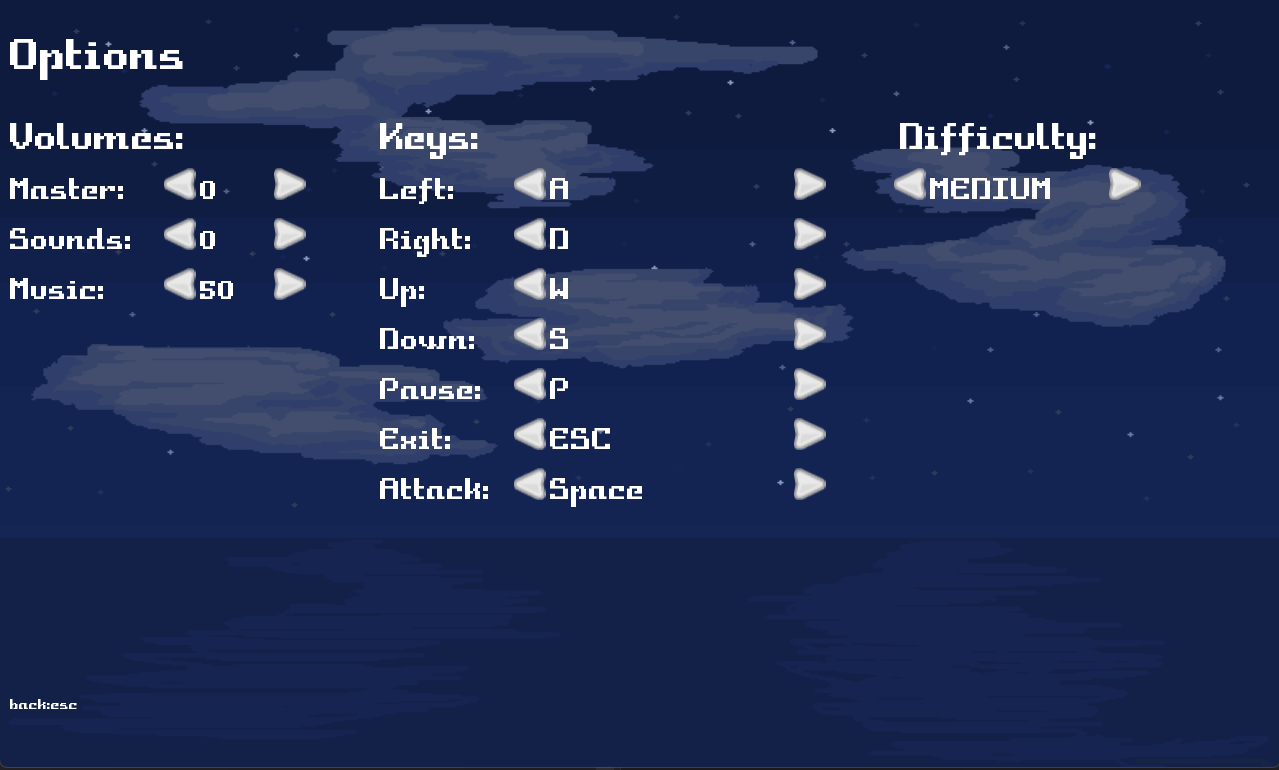 Options
Volumes:
Master: 0
Sounds: 0
Music: 50
Keys:
Left: A
Right: D
Up: W
Down: S
Pause: P
Exit: ESC
Attack: Space
Difficulty:
MEDIUM
back:esc